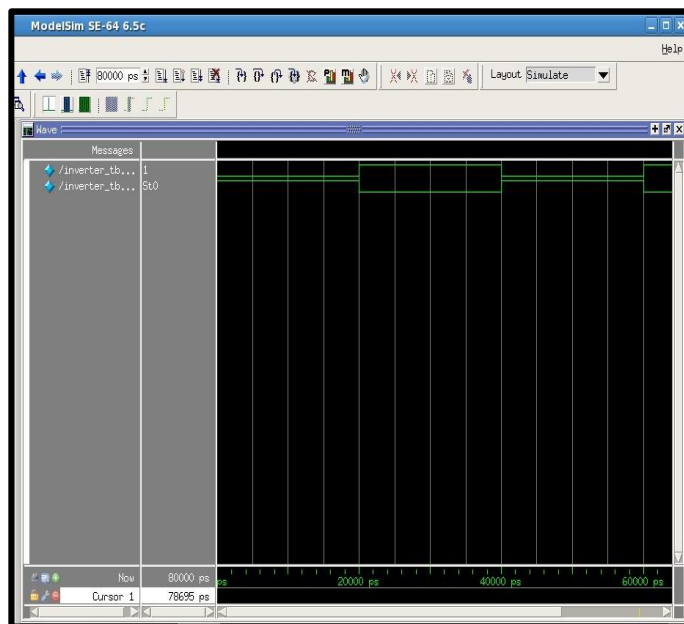 ModelSim SE-64 6.5c
Help
80000 ps
Layout Simulate
Wave
Messages
/inverter_tb... 1
/inverter_tb... St0
Now 80000 ps
ps 20000 ps 40000 ps 60000 ps
Cursor 1 78695 ps